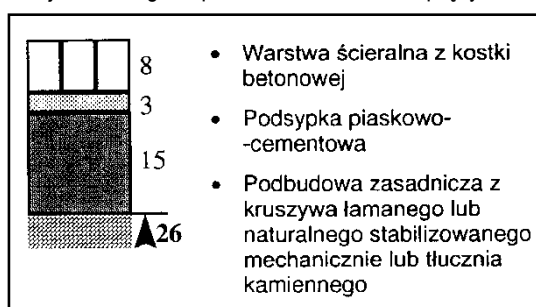 8
3
15
26
• Warstwa ścieralna z kostki
betonowej
• Podsypka piaskowo-
-cementowa
• Podbudowa zasadnicza z
kruszywa łamanego lub
naturalnego stabilizowanego
mechanicznie lub tłucznia
kamiennego